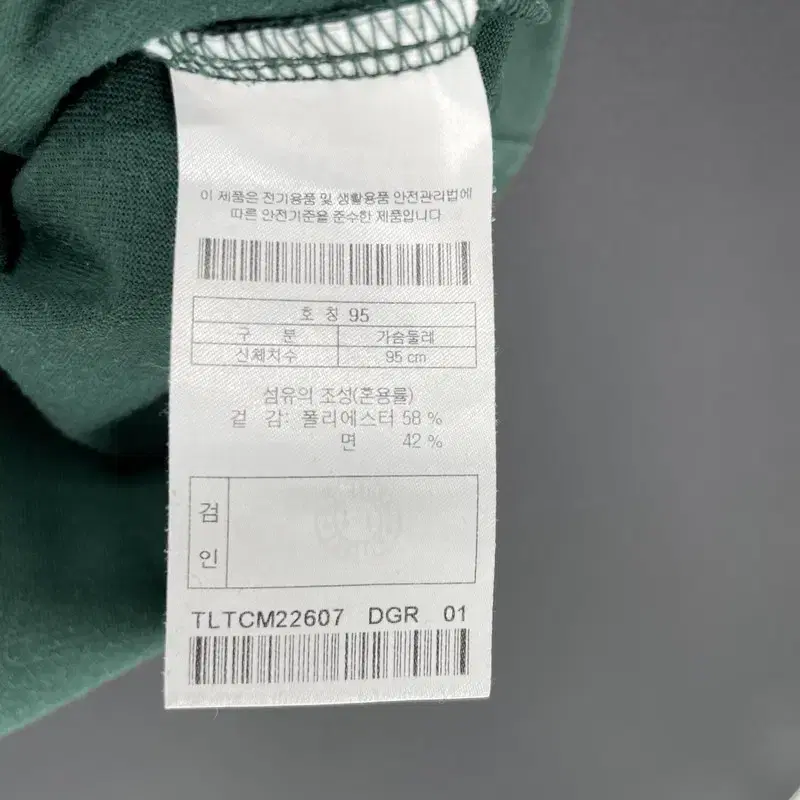 이 제품은 전기용품 및 생활용품 안전관리법에
따른 안전기준을 준수한 제품입니다
호 칭 95
구 분 가슴둘레
신체치수 95 cm
섬유의 조성(혼용률)
겉 감: 폴리에스터 58 %
면 42 %
검
인
TLTCM22607 DGR 01